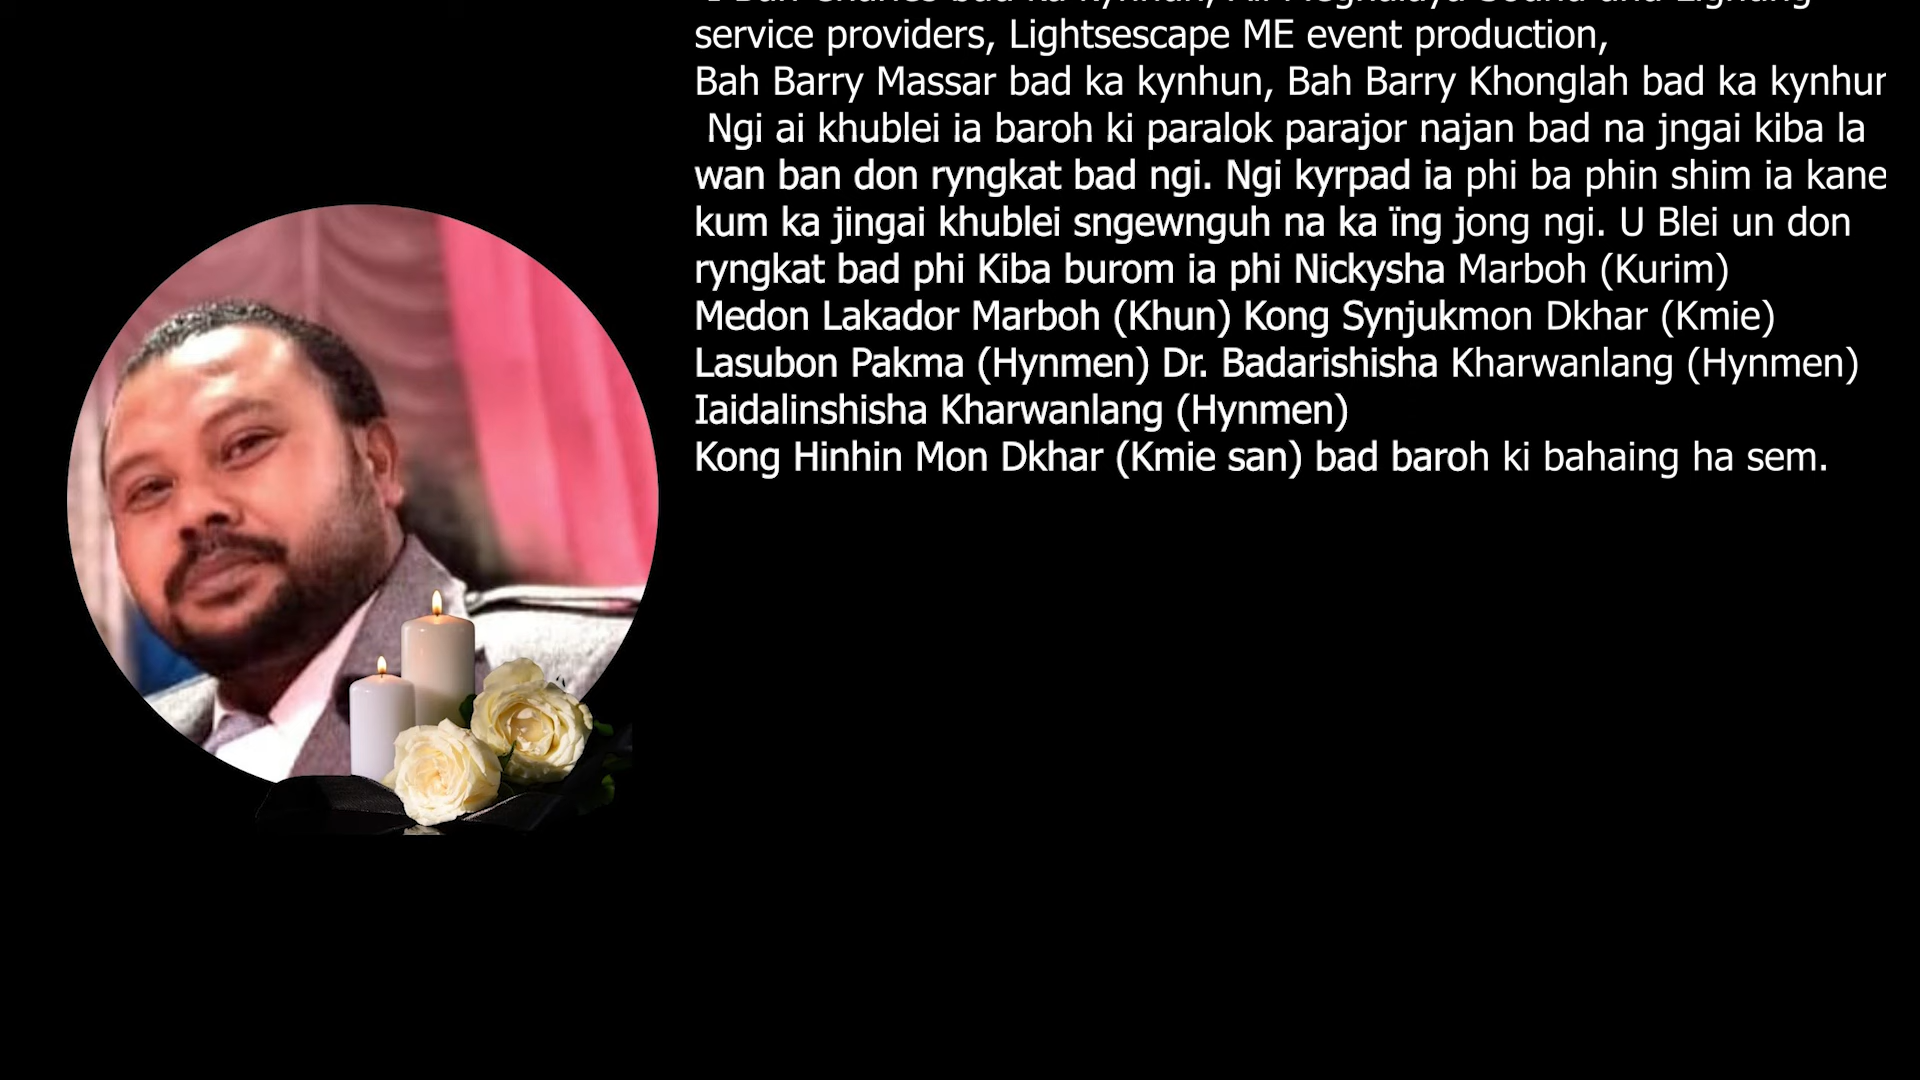 service providers, Lightsescape ME event production,
Bah Barry Massar bad ka kynhun, Bah Barry Khonglah bad ka
Ngi ai khublei ia baroh ki paralok parajor najan bad na jngai kiba la
wan ban don ryngkat bad ngi. Ngi kyrpad ia phi ba phin shim ia kane
kum ka jingai khublei sngewnguh na ka ïng jong ngi. U Blei un don
ryngkat bad phi Kiba burom ia phi Nickysha Marboh (Kurim)
Medon Lakador Marboh (Khun) Kong Synjukmon Dkhar (Kmie)
Lasubon Pakma (Hynmen) Dr. Badarishisha Kharwanlang (Hynmen)
Iaidalinshisha Kharwanlang (Hynmen)
Kong Hinhin Mon Dkhar (Kmie san) bad baroh ki bahaing ha sem.